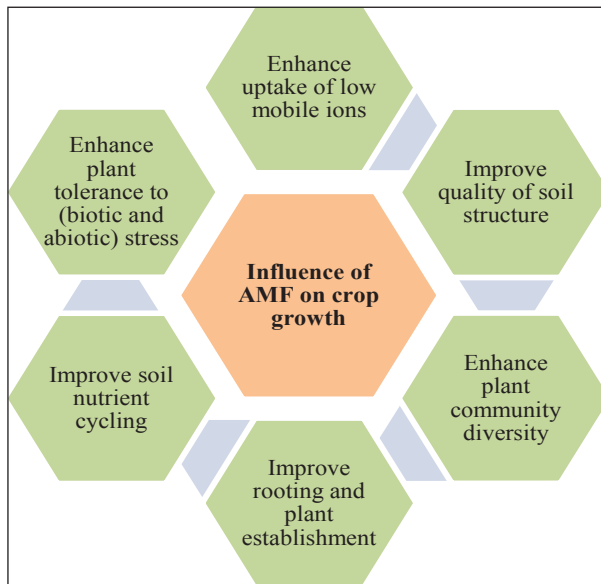 Enhance
uptake of low
mobile ions
Improve
quality of soil
structure
Enhance
plant
community
diversity
Improve
rooting and
plant
establishment
Improve soil
nutrient
cycling
Enhance
plant
tolerance to
(biotic and
abiotic) stress
Influence of
AMF on crop
growth